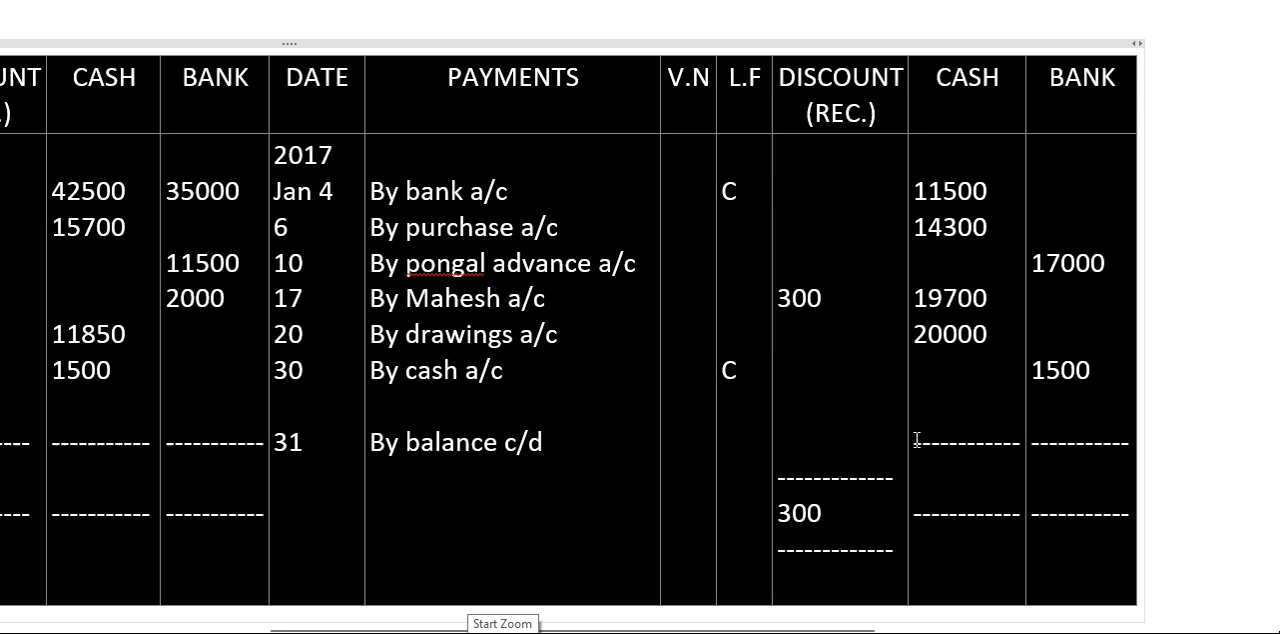 UNT CASH BANK DATE PAYMENTS V.N L.F DISCOUNT CASH BANK
.) (REC.)
2017
42500 35000 Jan 4 By bank a/c C 11500
15700 6 By purchase a/c 14300
11500 10 By pongal advance a/c 17000
2000 17 By Mahesh a/c 300 19700
11850 20 By drawings a/c 20000
1500 30 By cash a/c C 1500
---- ----------- ----------- 31 By balance c/d ------------ -----------
-------------
---- ----------- ----------- 300 ------------ -----------
-------------
Start Zoom